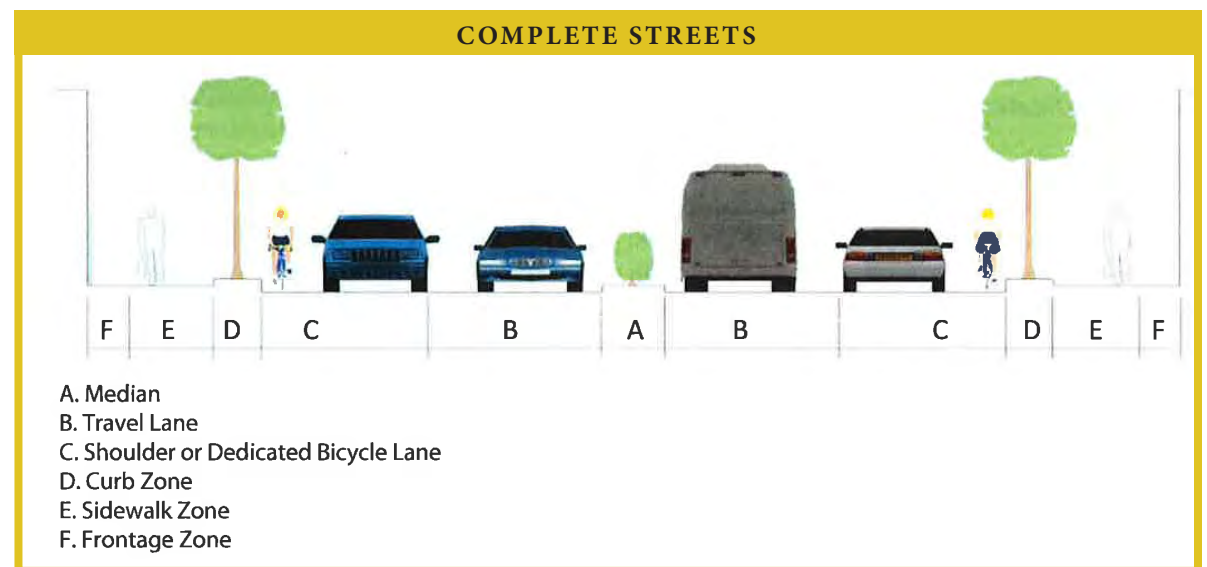 COMPLETE STREETS
F E D C B A B C D E F
A. Median
B. Travel Lane
C. Shoulder or Dedicated Bicycle Lane
D. Curb Zone
E. Sidewalk Zone
F. Frontage Zone